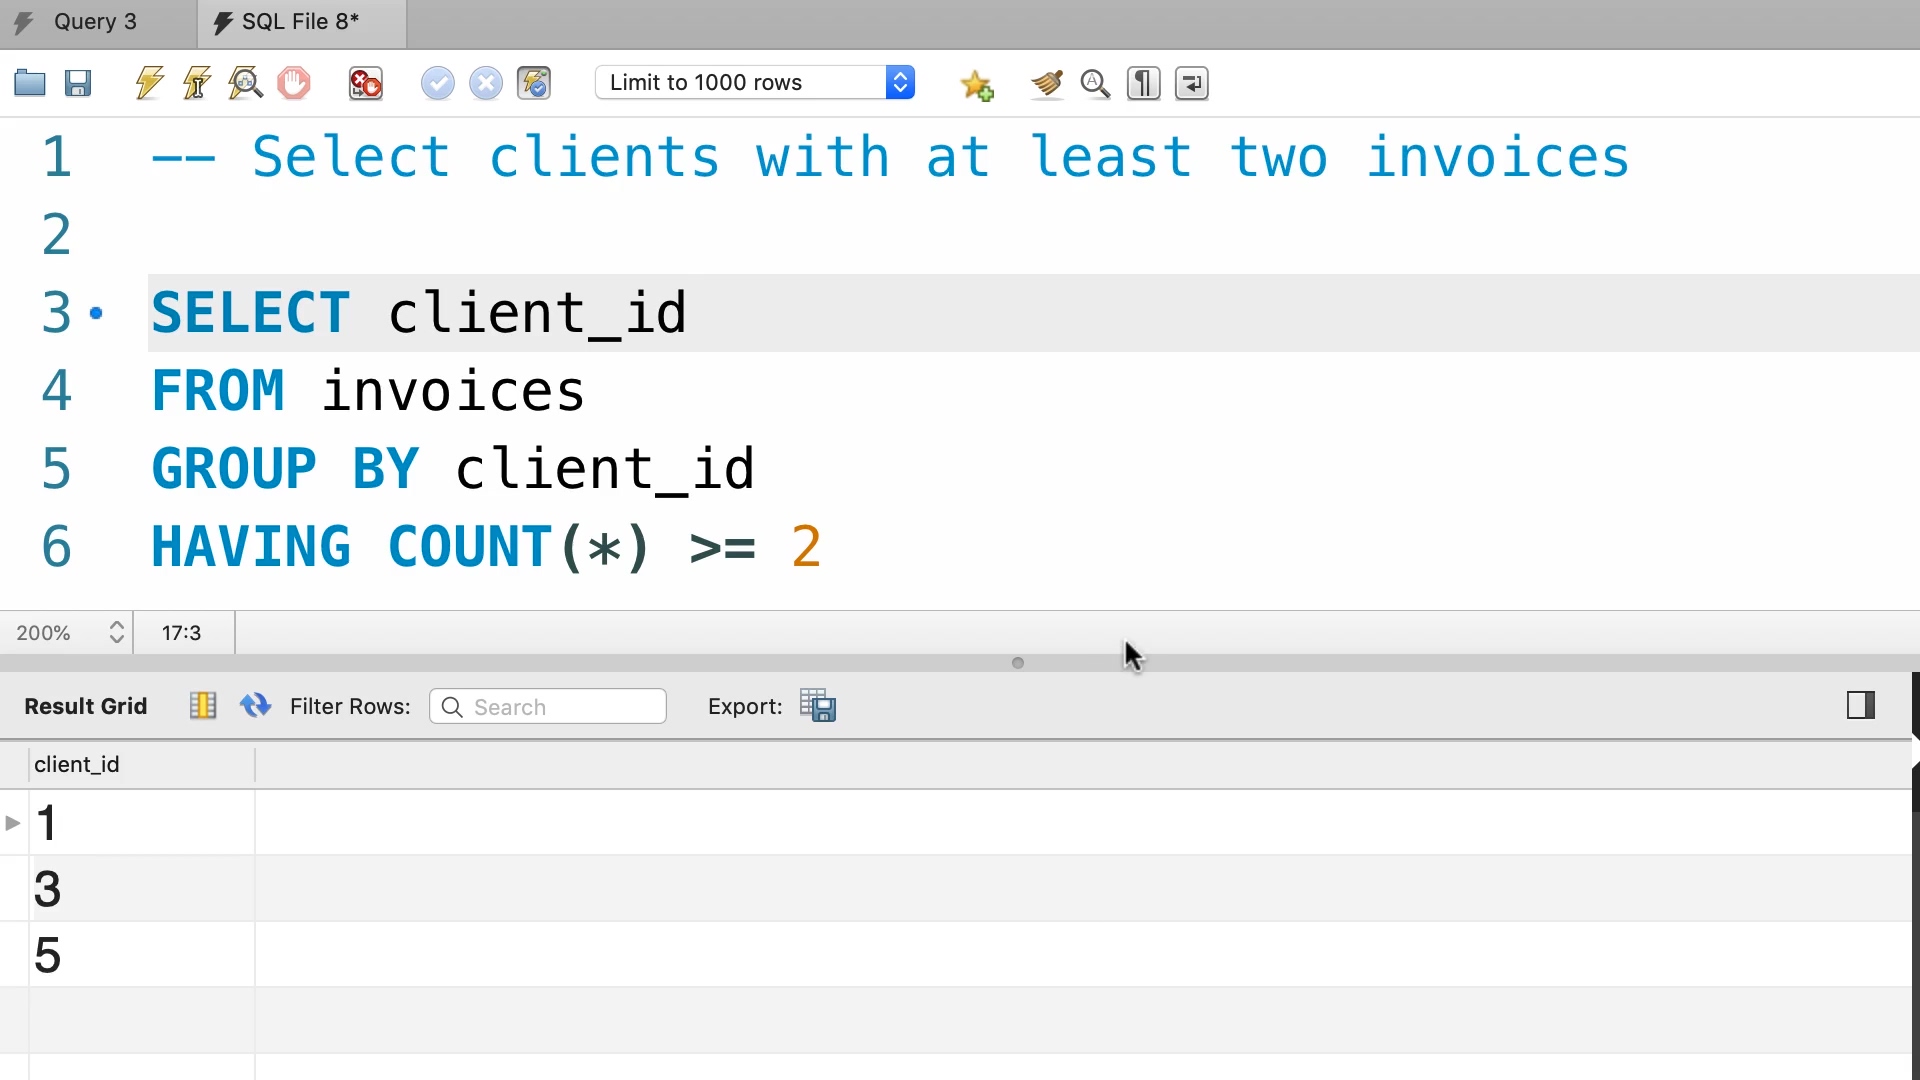 Query 3
SQL File 8*
Limit to 1000 rows
1 -- Select clients with at least two invoices
2
3 SELECT client_id
4 FROM invoices
5 GROUP BY client_id
6 HAVING COUNT(*) >= 2
200% 17:3
Result Grid Filter Rows: Search Export:
client_id
1
3
5